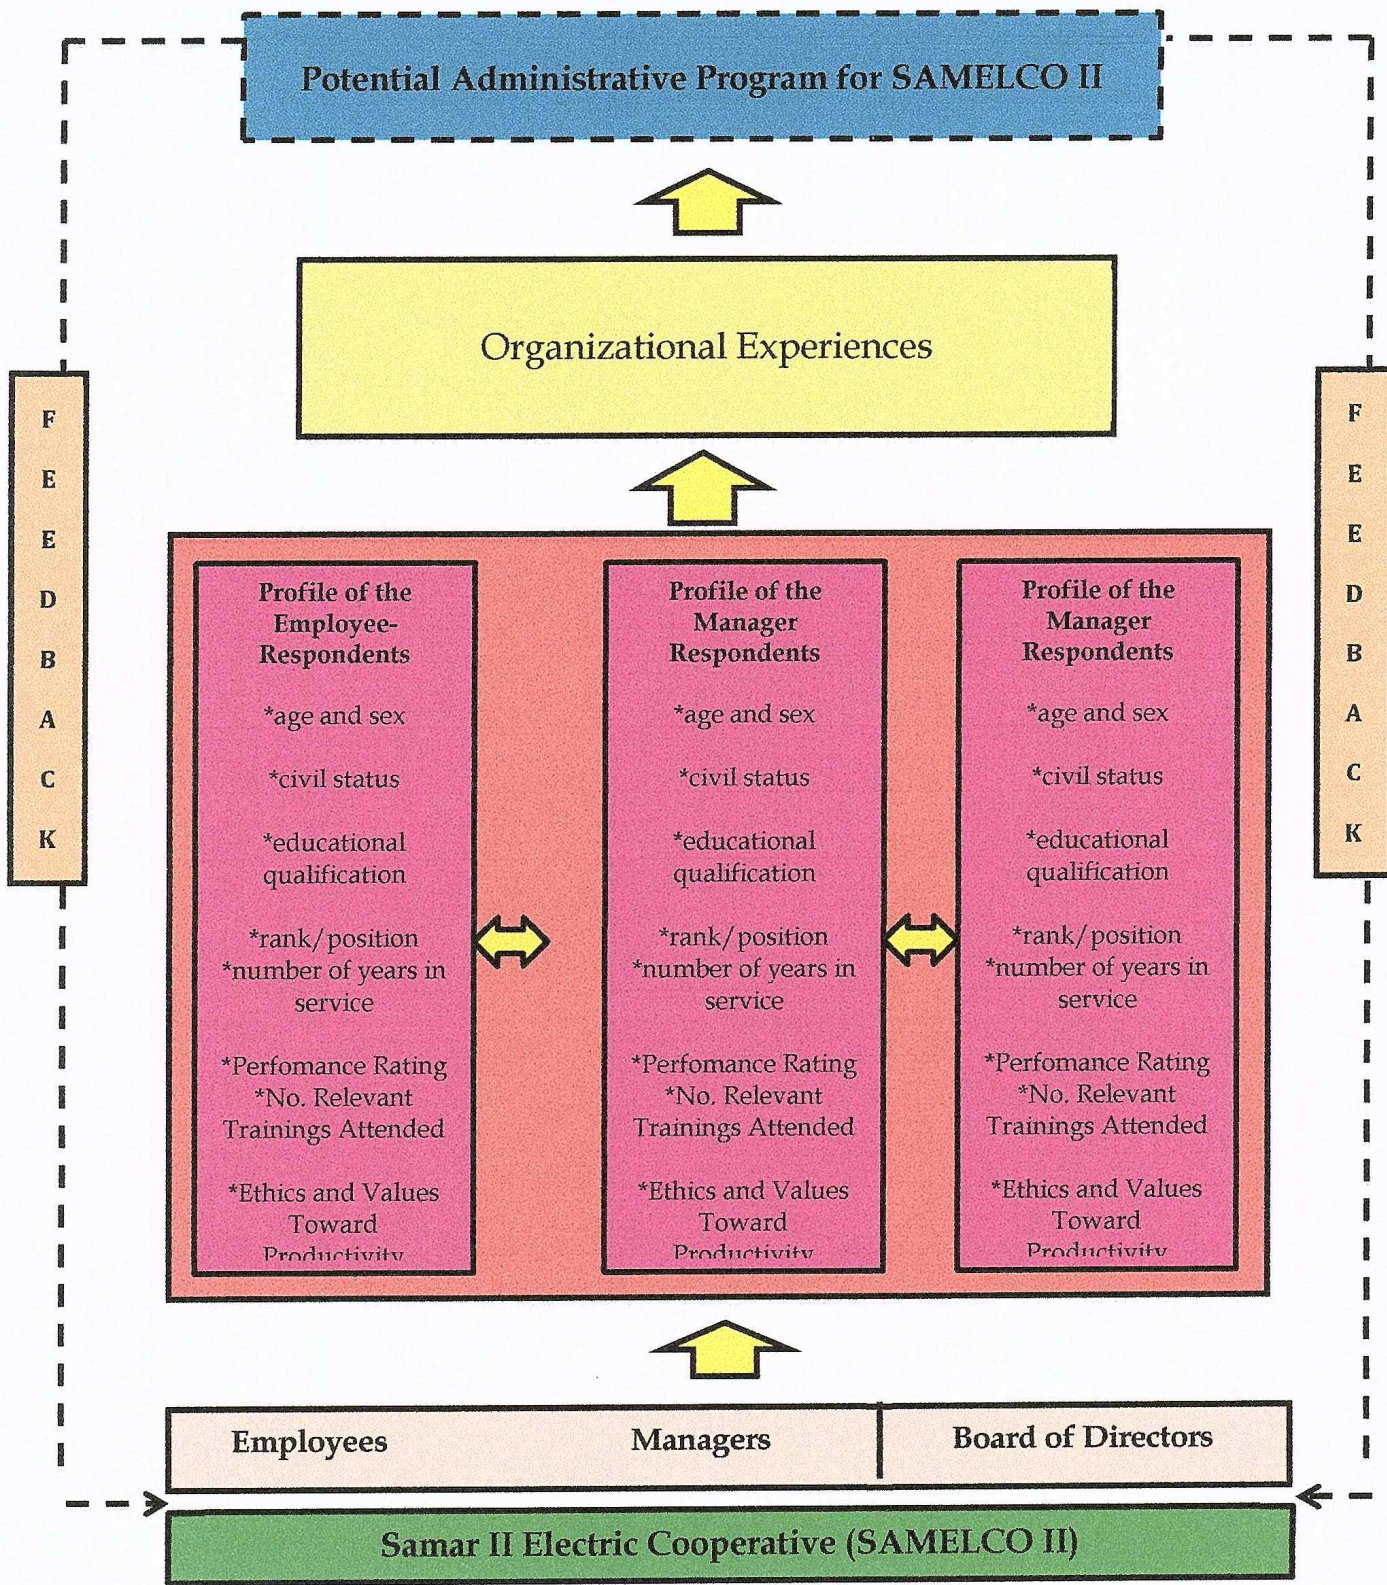 Potential Administrative Program for SAMELCO II
Organizational Experiences
F
E
E
D
B
A
C
K
Profile of the
Employee-
Respondents
*age and sex
*civil status
*educational
qualification
*rank/position
*number of years in
service
*Perfomance Rating
*No. Relevant
Trainings Attended
*Ethics and Values
Toward
Productivity
Profile of the
Manager
Respondents
*age and sex
*civil status
*educational
qualification
*rank/position
*number of years in
service
*Perfomance Rating
*No. Relevant
Trainings Attended
*Ethics and Values
Toward
Productivity
Profile of the
Manager
Respondents
*age and sex
*civil status
*educational
qualification
*rank/position
*number of years in
service
*Perfomance Rating
*No. Relevant
Trainings Attended
*Ethics and Values
Toward
Productivity
F
E
E
D
B
A
C
K
Employees Managers Board of Directors
Samar II Electric Cooperative (SAMELCO II)